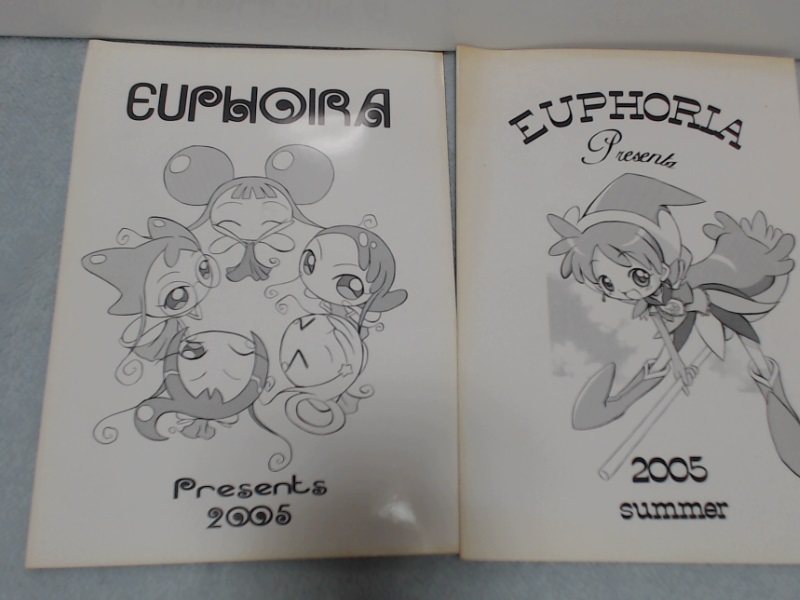 EUPHOIRA
Presents
2005
EUPHORIA
Presents
2005
summer